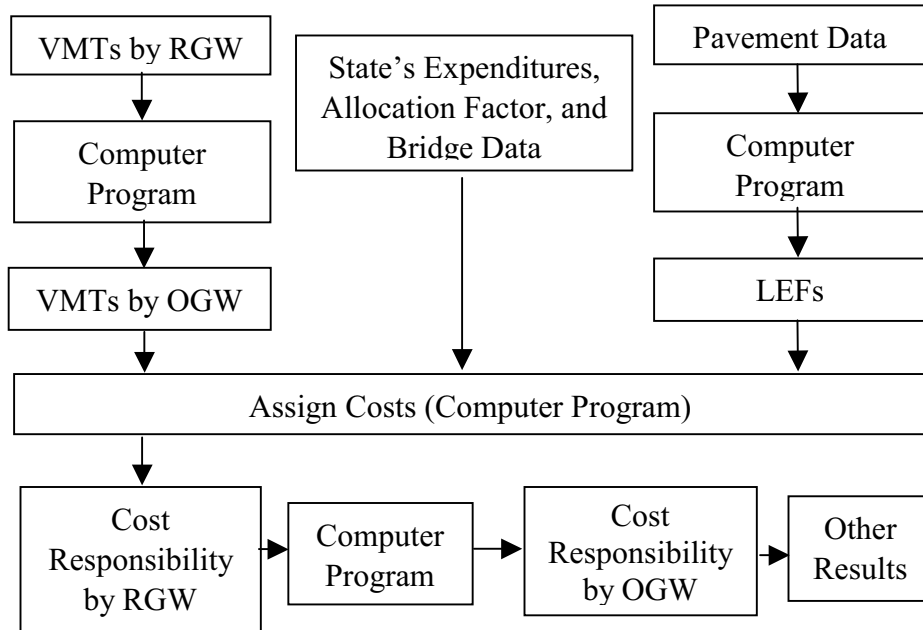 VMTs by RGW
Computer
Program
VMTs by OGW
State's Expenditures,
Allocation Factor, and
Bridge Data
Pavement Data
Computer
Program
LEFs
Assign Costs (Computer Program)
Cost
Responsibility
by RGW
Computer
Program
Cost
Responsibility
by OGW
Other
Results